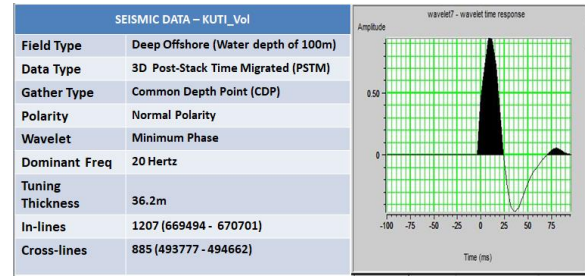 SEISMIC DATA – KUTI_Vol
Field Type Deep Offshore (Water depth of 100m)
Data Type 3D Post-Stack Time Migrated (PSTM)
Gather Type Common Depth Point (CDP)
Polarity Normal Polarity
Wavelet Minimum Phase
Dominant Freq 20 Hertz
Tuning
Thickness 36.2m
In-lines 1207 (669494 - 670701)
Cross-lines 885 (493777 - 494662)
wavelet7 - wavelet time response
Amplitude
0.50
0
-100 -75 -50 -25 0 25 50 75
Time (ms)